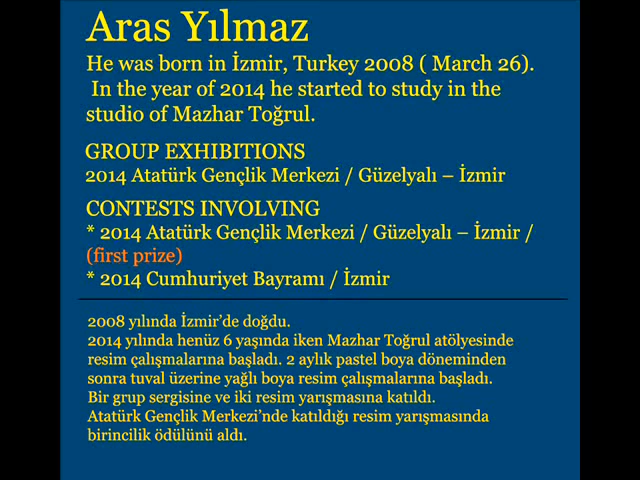 Aras Yılmaz
He was born in İzmir, Turkey 2008 ( March 26).
In the year of 2014 he started to study in the
studio of Mazhar Toğrul.
GROUP EXHIBITIONS
2014 Atatürk Gençlik Merkezi / Güzelyalı – İzmir
CONTESTS INVOLVING
* 2014 Atatürk Gençlik Merkezi / Güzelyalı – İzmir /
(first prize)
* 2014 Cumhuriyet Bayramı / İzmir
2008 yılında İzmir’de doğdu.
2014 yılında henüz 6 yaşında iken Mazhar Toğrul atölyesinde
resim çalışmalarına başladı. 2 aylık pastel boya döneminden
sonra tuval üzerine yağlı boya resim çalışmalarına başladı.
Bir grup sergisine ve iki resim yarışmasına katıldı.
Atatürk Gençlik Merkezi’nde katıldığı resim yarışmasında
birincilik ödülünü aldı.